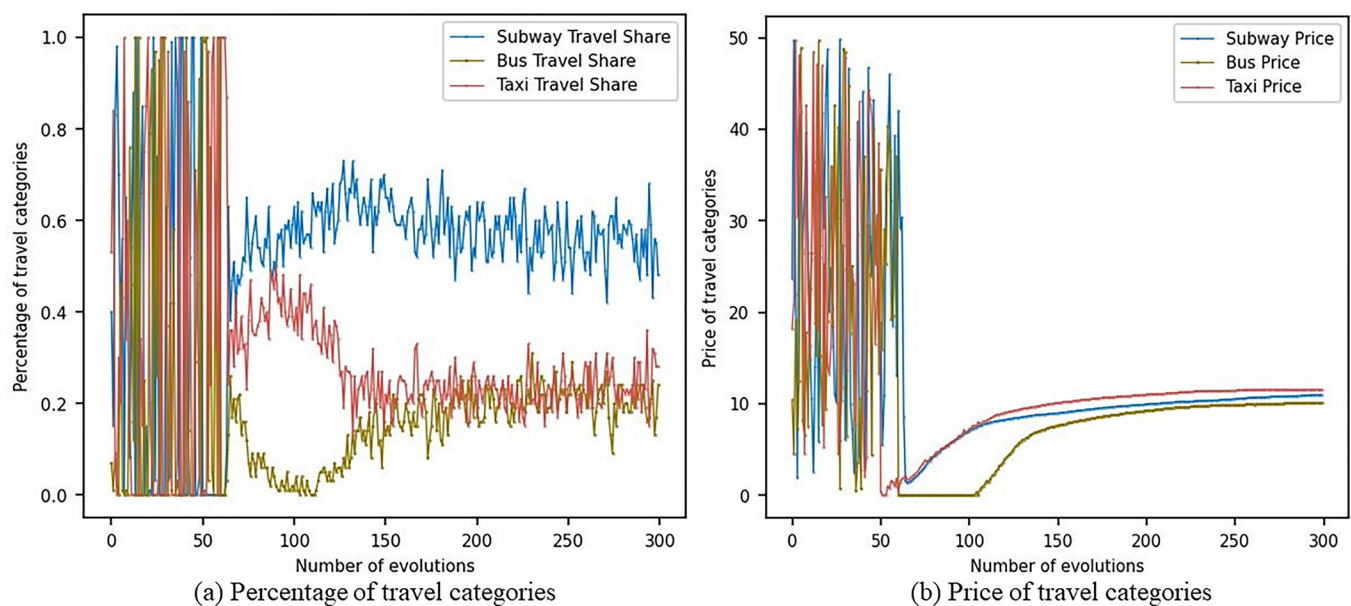 Subway Travel Share
Bus Travel Share
Taxi Travel Share
Percentage of travel categories
1.0
0.8
0.6
0.4
0.2
0.0
0 50 100 150 200 250 300
Number of evolutions
(a) Percentage of travel categories
Subway Price
Bus Price
Taxi Price
Price of travel categories
50
40
30
20
10
0
0 50 100 150 200 250 300
Number of evolutions
(b) Price of travel categories